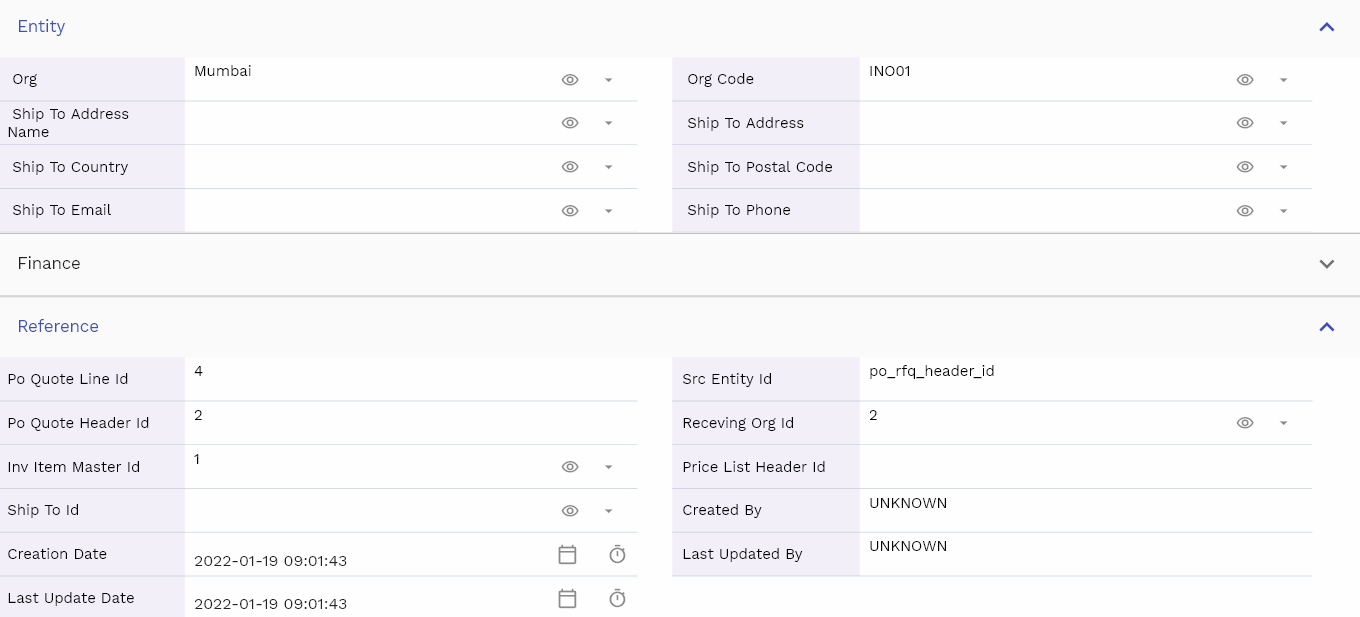 Entity
Org Mumbai Org Code INO01
Ship To Address
Name Ship To Address
Ship To Country Ship To Postal Code
Ship To Email Ship To Phone
Finance
Reference
Po Quote Line Id 4 Src Entity Id po_rfq_header_id
Po Quote Header Id 2 Receving Org Id 2
Inv Item Master Id 1 Price List Header Id
Ship To Id Created By UNKNOWN
Creation Date 2022-01-19 09:01:43 Last Updated By UNKNOWN
Last Update Date 2022-01-19 09:01:43